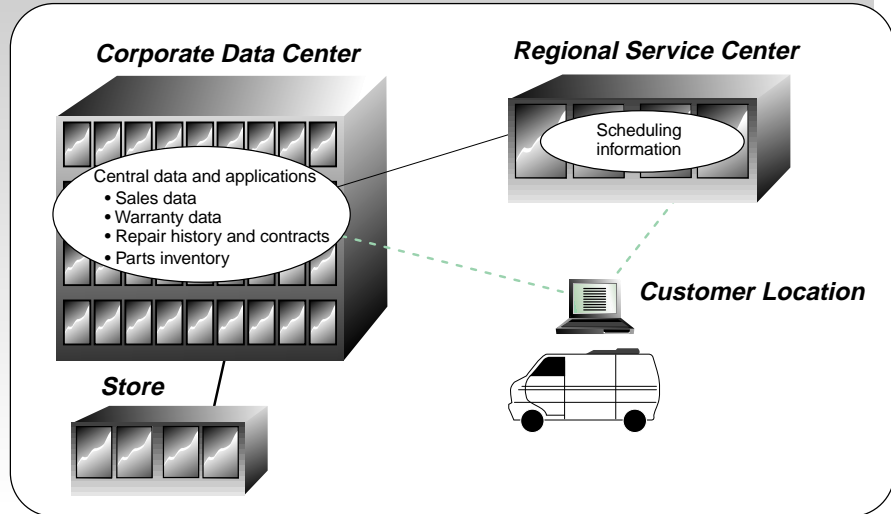 Corporate Data Center
Regional Service Center
Scheduling
information
Central data and applications
• Sales data
• Warranty data
• Repair history and contracts
• Parts inventory
Customer Location
Store